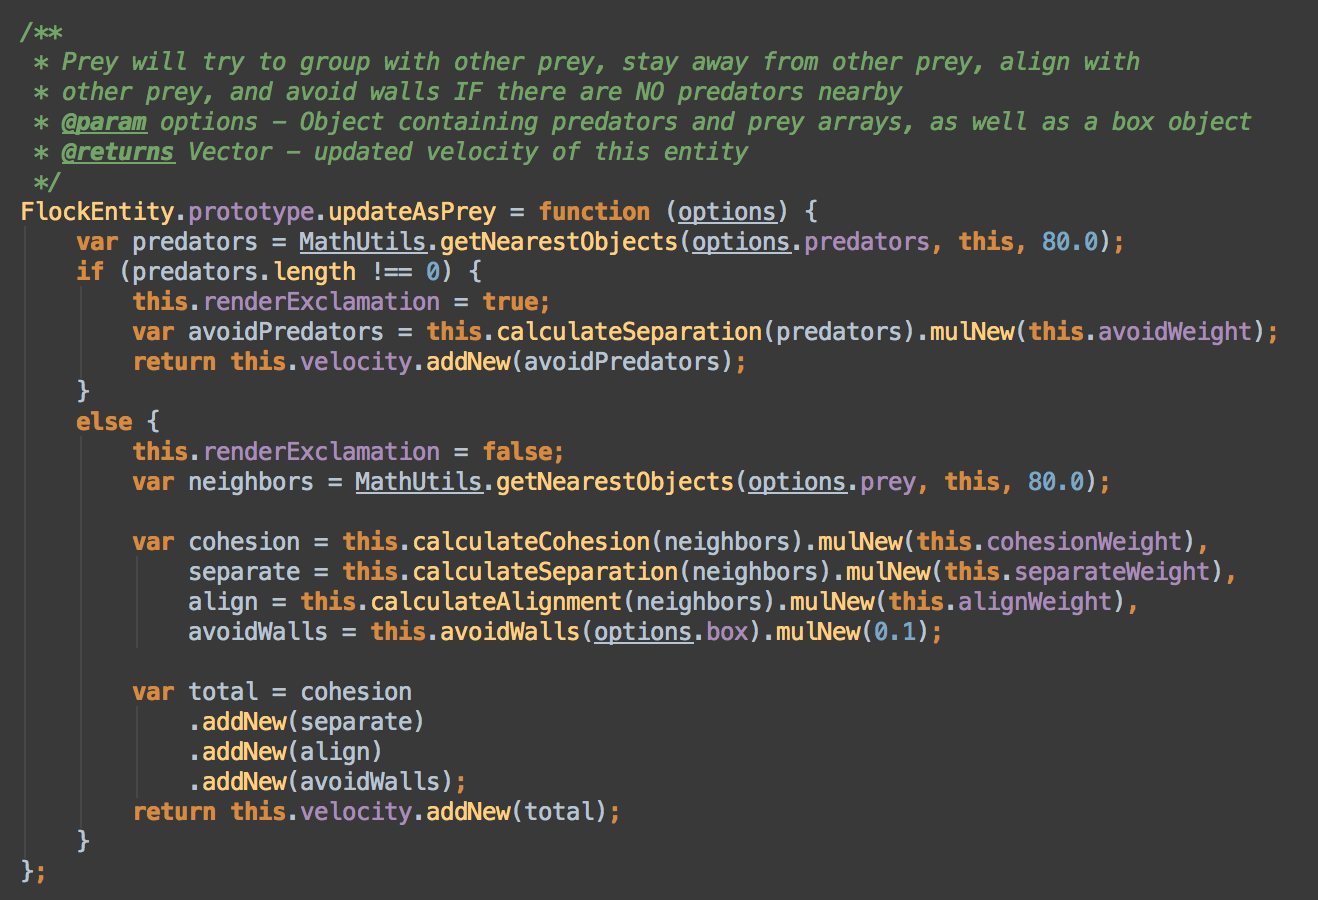 /**
 * Prey will try to group with other prey, stay away from other prey, align with
 * other prey, and avoid walls IF there are NO predators nearby
 * @param options – Object containing predators and prey arrays, as well as a box object
 * @returns Vector – updated velocity of this entity
 */
FlockEntity.prototype.updateAsPrey = function (options) {
    var predators = MathUtils.getNearestObjects(options.predators, this, 80.0);
    if (predators.length !== 0) {
        this.renderExclamation = true;
        var avoidPredators = this.calculateSeparation(predators).mulNew(this.avoidWeight);
        return this.velocity.addNew(avoidPredators);
    }
    else {
        this.renderExclamation = false;
        var neighbors = MathUtils.getNearestObjects(options.prey, this, 80.0);

        var cohesion = this.calculateCohesion(neighbors).mulNew(this.cohesionWeight),
            separate = this.calculateSeparation(neighbors).mulNew(this.separateWeight),
            align = this.calculateAlignment(neighbors).mulNew(this.alignWeight),
            avoidWalls = this.avoidWalls(options.box).mulNew(0.1);

        var total = cohesion
            .addNew(separate)
            .addNew(align)
            .addNew(avoidWalls);
        return this.velocity.addNew(total);
    }
};